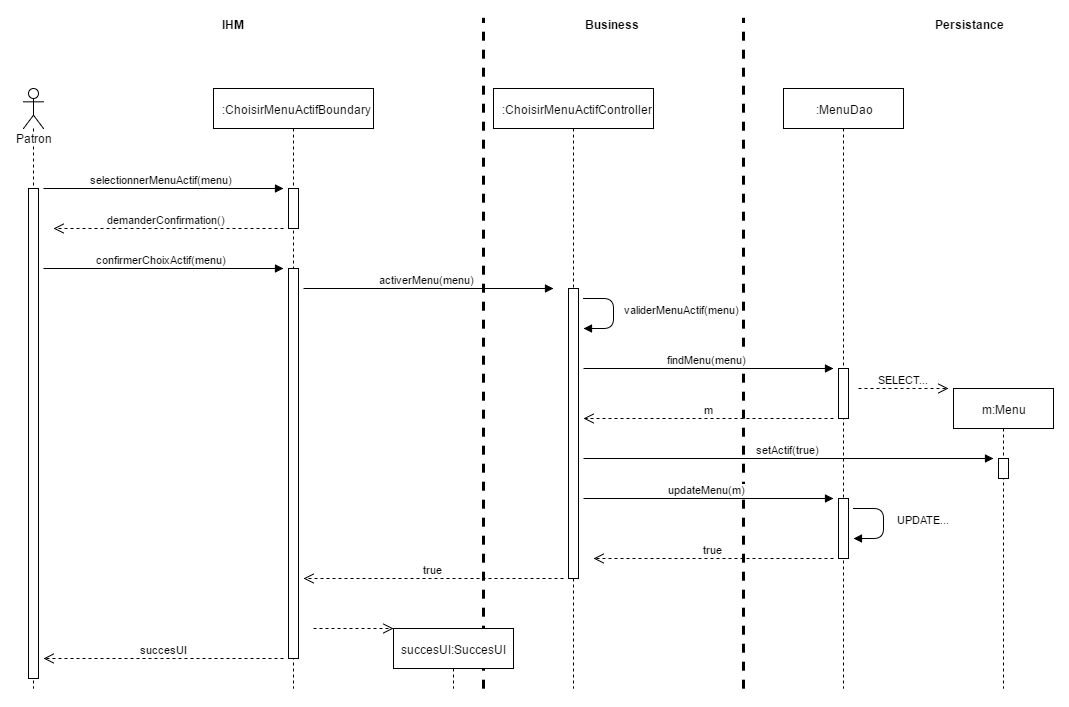 IHM
Business
Persistance
:ChoisirMenuActifBoundary
:ChoisirMenuActifController
:MenuDao
Patron
selectionnerMenuActif(menu)
demanderConfirmation()
confirmerChoixActif(menu)
activerMenu(menu)
validerMenuActif(menu)
findMenu(menu)
SELECT...
m:Menu
m
setActif(true)
updateMenu(m)
UPDATE...
true
true
succesUI:SuccesUI
succesUI